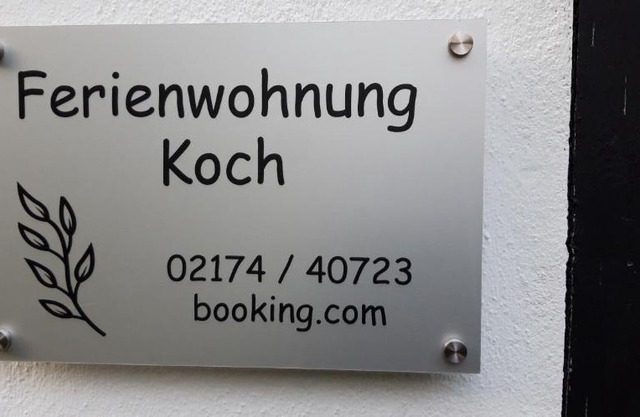 Ferienwohnung
Koch
02174 / 40723
booking.com